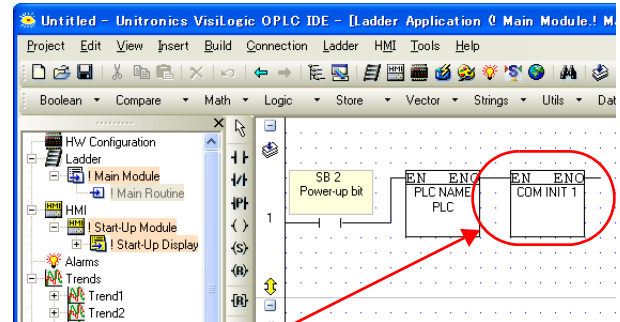 Untitled - Unitronics VisiLogic OPLC IDE - [Ladder Application (! Main Module.! Ma
Project Edit View Insert Build Connection Ladder HMI Tools Help
HMI
Boolean Compare Math Logic Store Vector Strings Utils Dat
HW Configuration
Ladder
! Main Module
! Main Routine
HMI
! Start-Up Module
! Start-Up Display
Alarms
Trends
Trend1
Trend2
(S)
(R)
1
SB 2
Power-up bit
EN ENO
PLC NAME
PLC
EN ENO
COM INIT 1